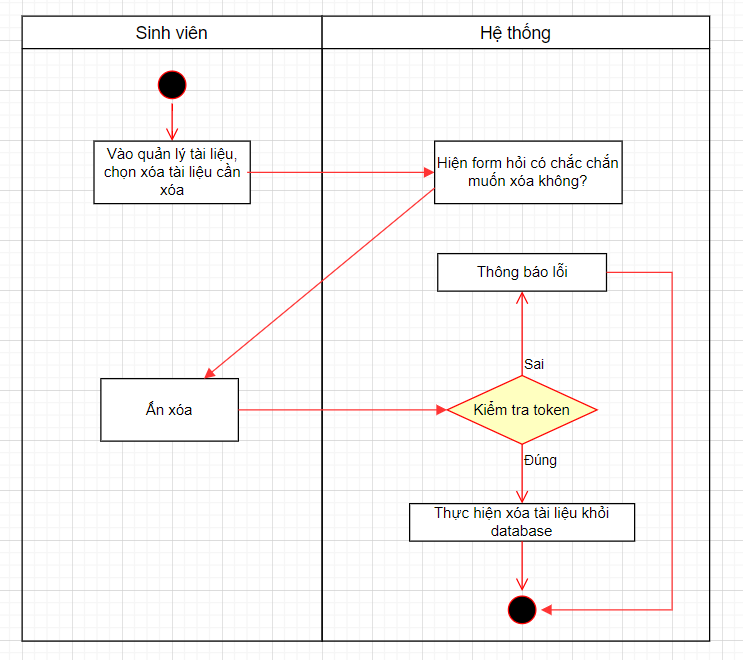 Sinh viên
Hệ thống
Vào quản lý tài liệu,
chọn xóa tài liệu cần
xóa
Hiện form hỏi có chắc chắn
muốn xóa không?
Thông báo lỗi
Sai
Ấn xóa
Kiểm tra token
Đúng
Thực hiện xóa tài liệu khỏi
database